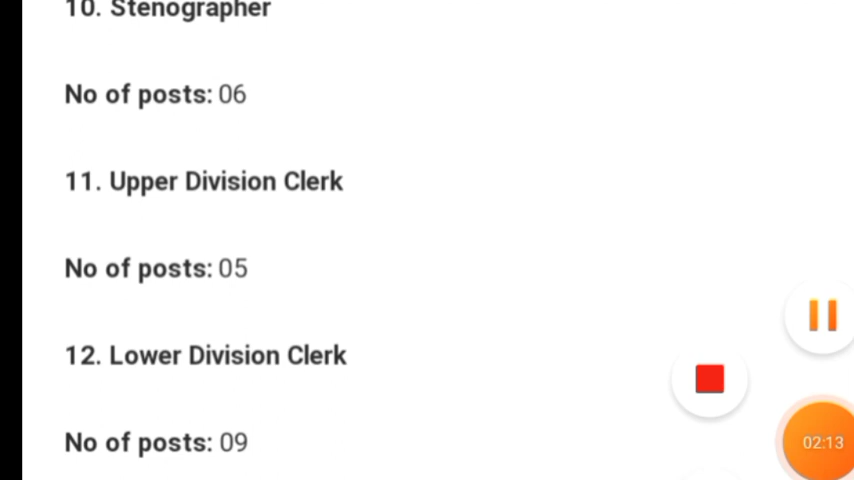 10. Stenographer
No of posts: 06
11. Upper Division Clerk
No of posts: 05
12. Lower Division Clerk
No of posts: 09
02:13